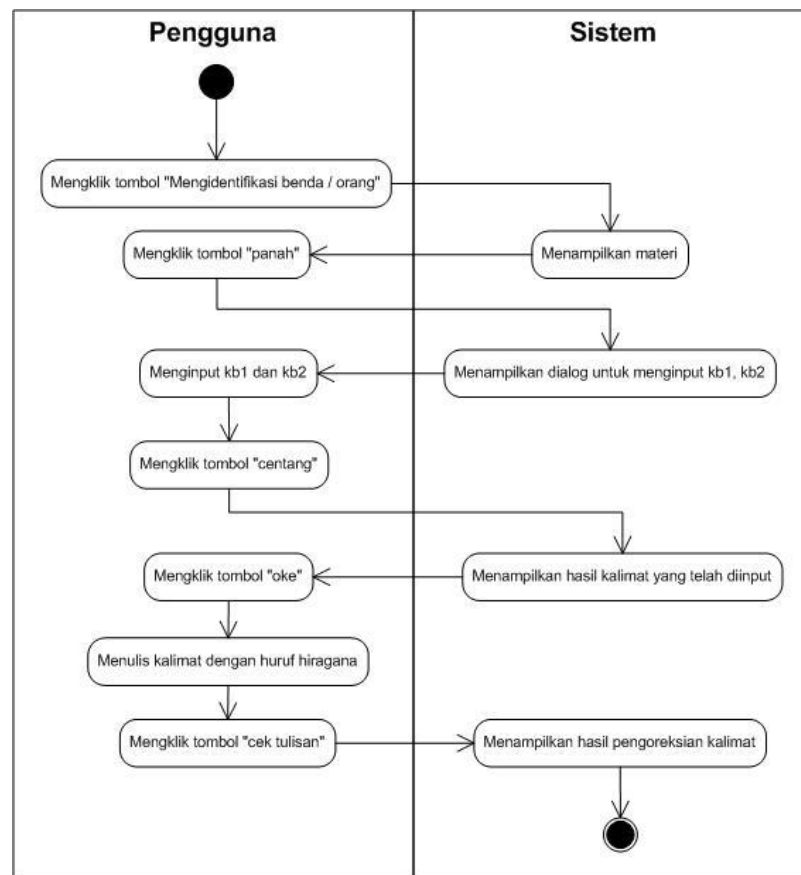 Pengguna
Sistem
Mengklik tombol "Mengidentifikasi benda / orang"
Menampilkan materi
Mengklik tombol "panah"
Menampilkan dialog untuk menginput kb1, kb2
Menginput kb1 dan kb2
Mengklik tombol "centang"
Menampilkan hasil kalimat yang telah diinput
Mengklik tombol "oke"
Menulis kalimat dengan huruf hiragana
Mengklik tombol "cek tulisan"
Menampilkan hasil pengoreksian kalimat